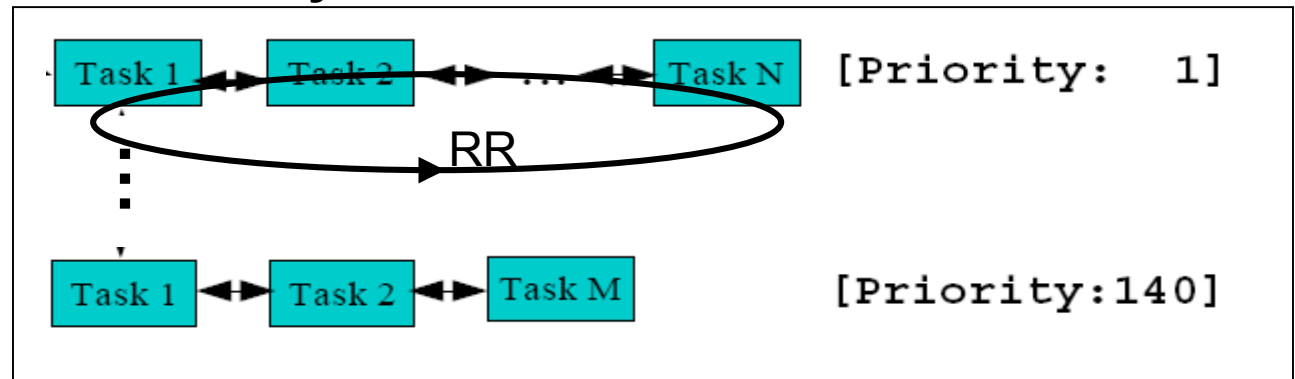 Task 1 Task 2 ... Task N [Priority: 1]
RR
Task 1 Task 2 Task M [Priority:140]